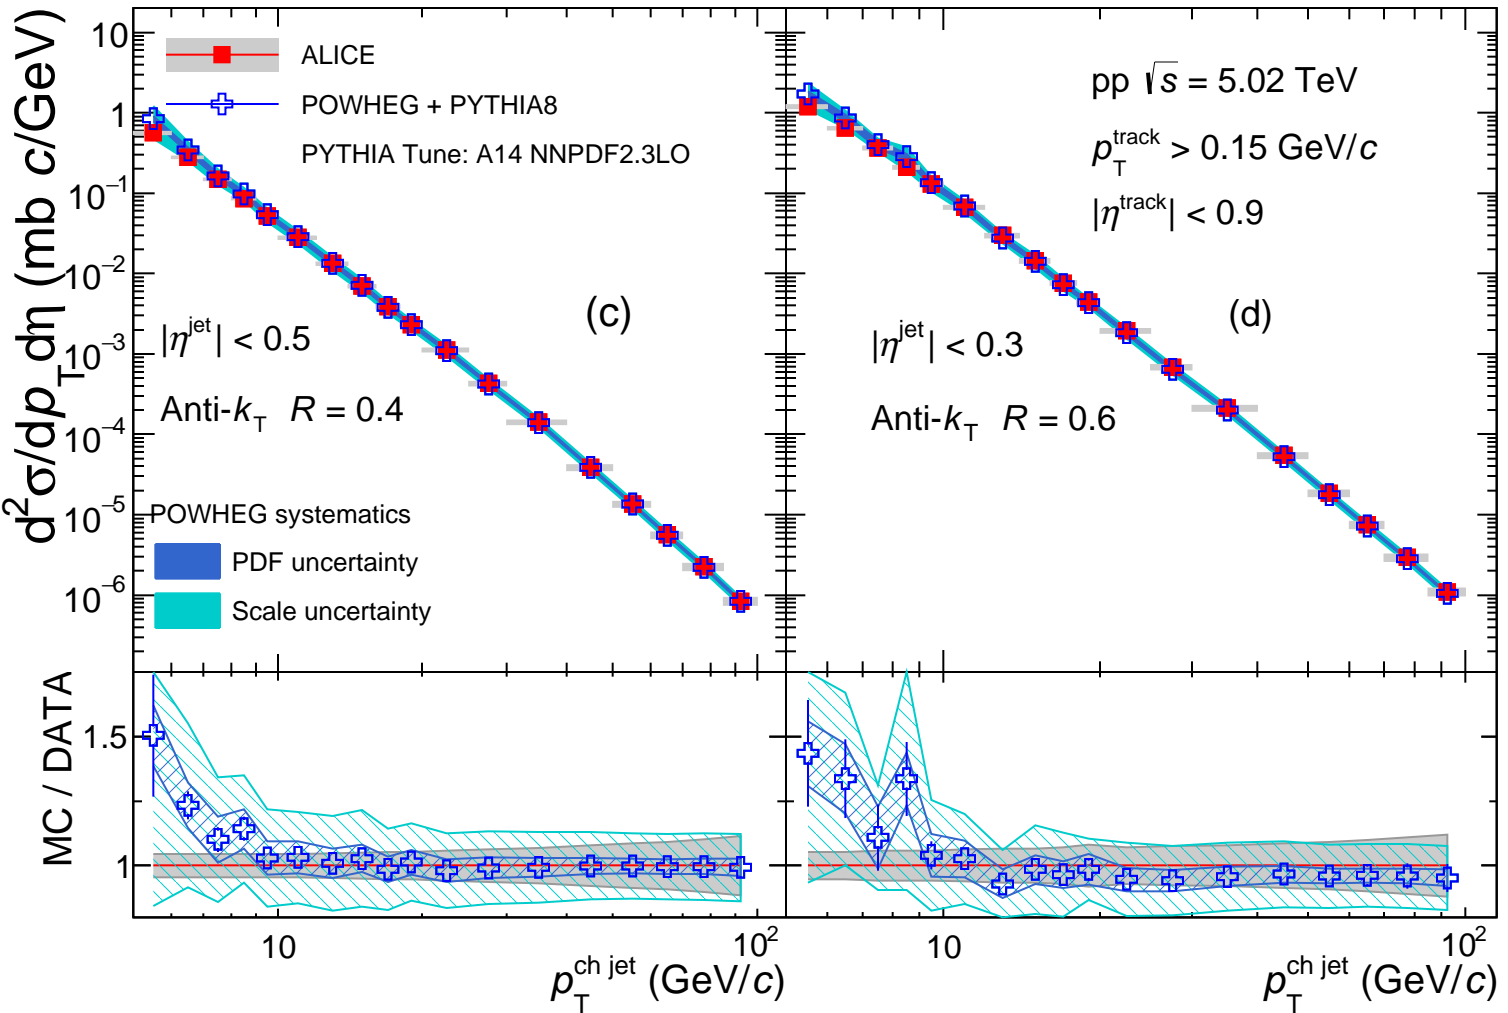 d²σ/dp_T dη (mb c/GeV)
10
1
10⁻¹
10⁻²
10⁻³
10⁻⁴
10⁻⁵
10⁻⁶
ALICE
POWHEG + PYTHIA8
PYTHIA Tune: A14 NNPDF2.3LO
(c)
|η^jet| < 0.5
Anti-k_T R = 0.4
POWHEG systematics
PDF uncertainty
Scale uncertainty
pp √s = 5.02 TeV
p_T^track > 0.15 GeV/c
|η^track| < 0.9
(d)
|η^jet| < 0.3
Anti-k_T R = 0.6
MC / DATA
1.5
1
10
10²
p_T^ch jet (GeV/c)
10
10²
p_T^ch jet (GeV/c)